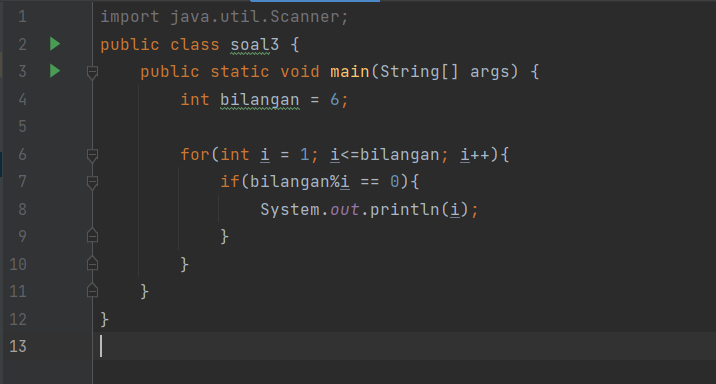 1 import java.util.Scanner;
2 public class soal3 {
3 public static void main(String[] args) {
4 int bilangan = 6;
5
6 for(int i = 1; i<=bilangan; i++){
7 if(bilangan%i == 0){
8 System.out.println(i);
9 }
10 }
11 }
12 }
13